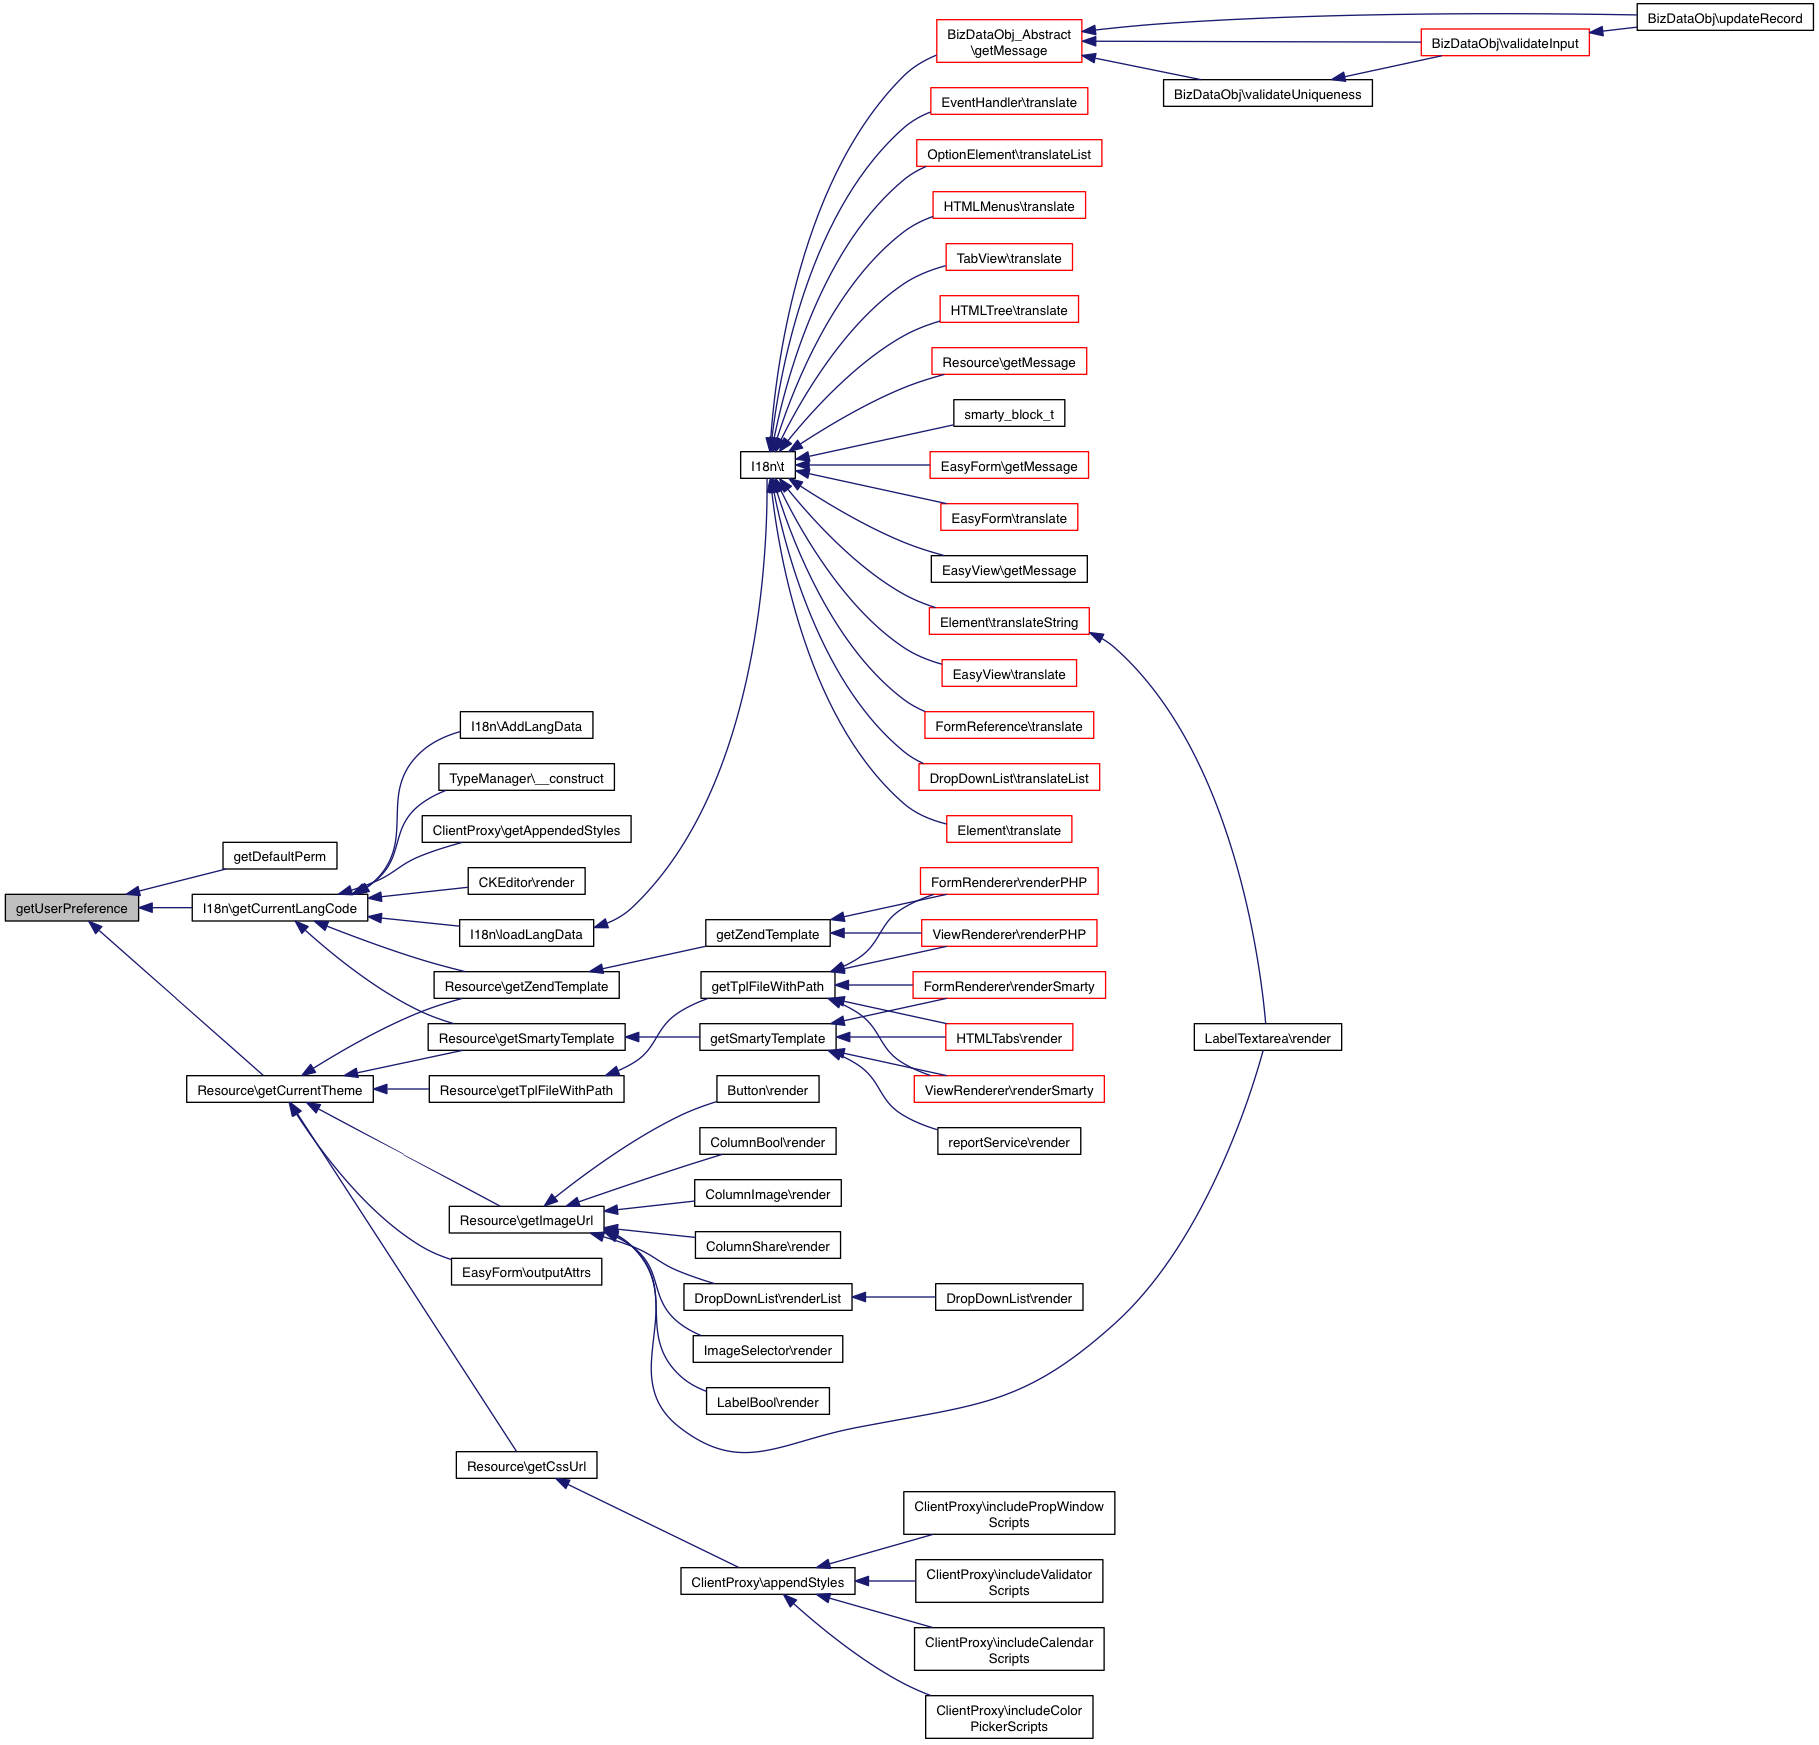 BizDataObj\updateRecord
BizDataObj_Abstract
\getMessage
BizDataObj\validateInput
BizDataObj\validateUniqueness
EventHandler\translate
OptionElement\translateList
HTMLMenus\translate
TabView\translate
HTMLTree\translate
Resource\getMessage
smarty_block_t
I18n\t
EasyForm\getMessage
EasyForm\translate
EasyView\getMessage
Element\translateString
EasyView\translate
I18n\AddLangData
FormReference\translate
TypeManager\__construct
DropDownList\translateList
ClientProxy\getAppendedStyles
Element\translate
getDefaultPerm
CKEditor\render
FormRenderer\renderPHP
getUserPreference
I18n\getCurrentLangCode
I18n\loadLangData
getZendTemplate
ViewRenderer\renderPHP
Resource\getZendTemplate
getTplFileWithPath
FormRenderer\renderSmarty
Resource\getSmartyTemplate
getSmartyTemplate
HTMLTabs\render
LabelTextarea\render
Resource\getCurrentTheme
Resource\getTplFileWithPath
Button\render
ViewRenderer\renderSmarty
ColumnBool\render
reportService\render
ColumnImage\render
Resource\getImageUrl
ColumnShare\render
EasyForm\outputAttrs
DropDownList\renderList
DropDownList\render
ImageSelector\render
LabelBool\render
Resource\getCssUrl
ClientProxy\includePropWindow
Scripts
ClientProxy\appendStyles
ClientProxy\includeValidator
Scripts
ClientProxy\includeCalendar
Scripts
ClientProxy\includeColor
PickerScripts